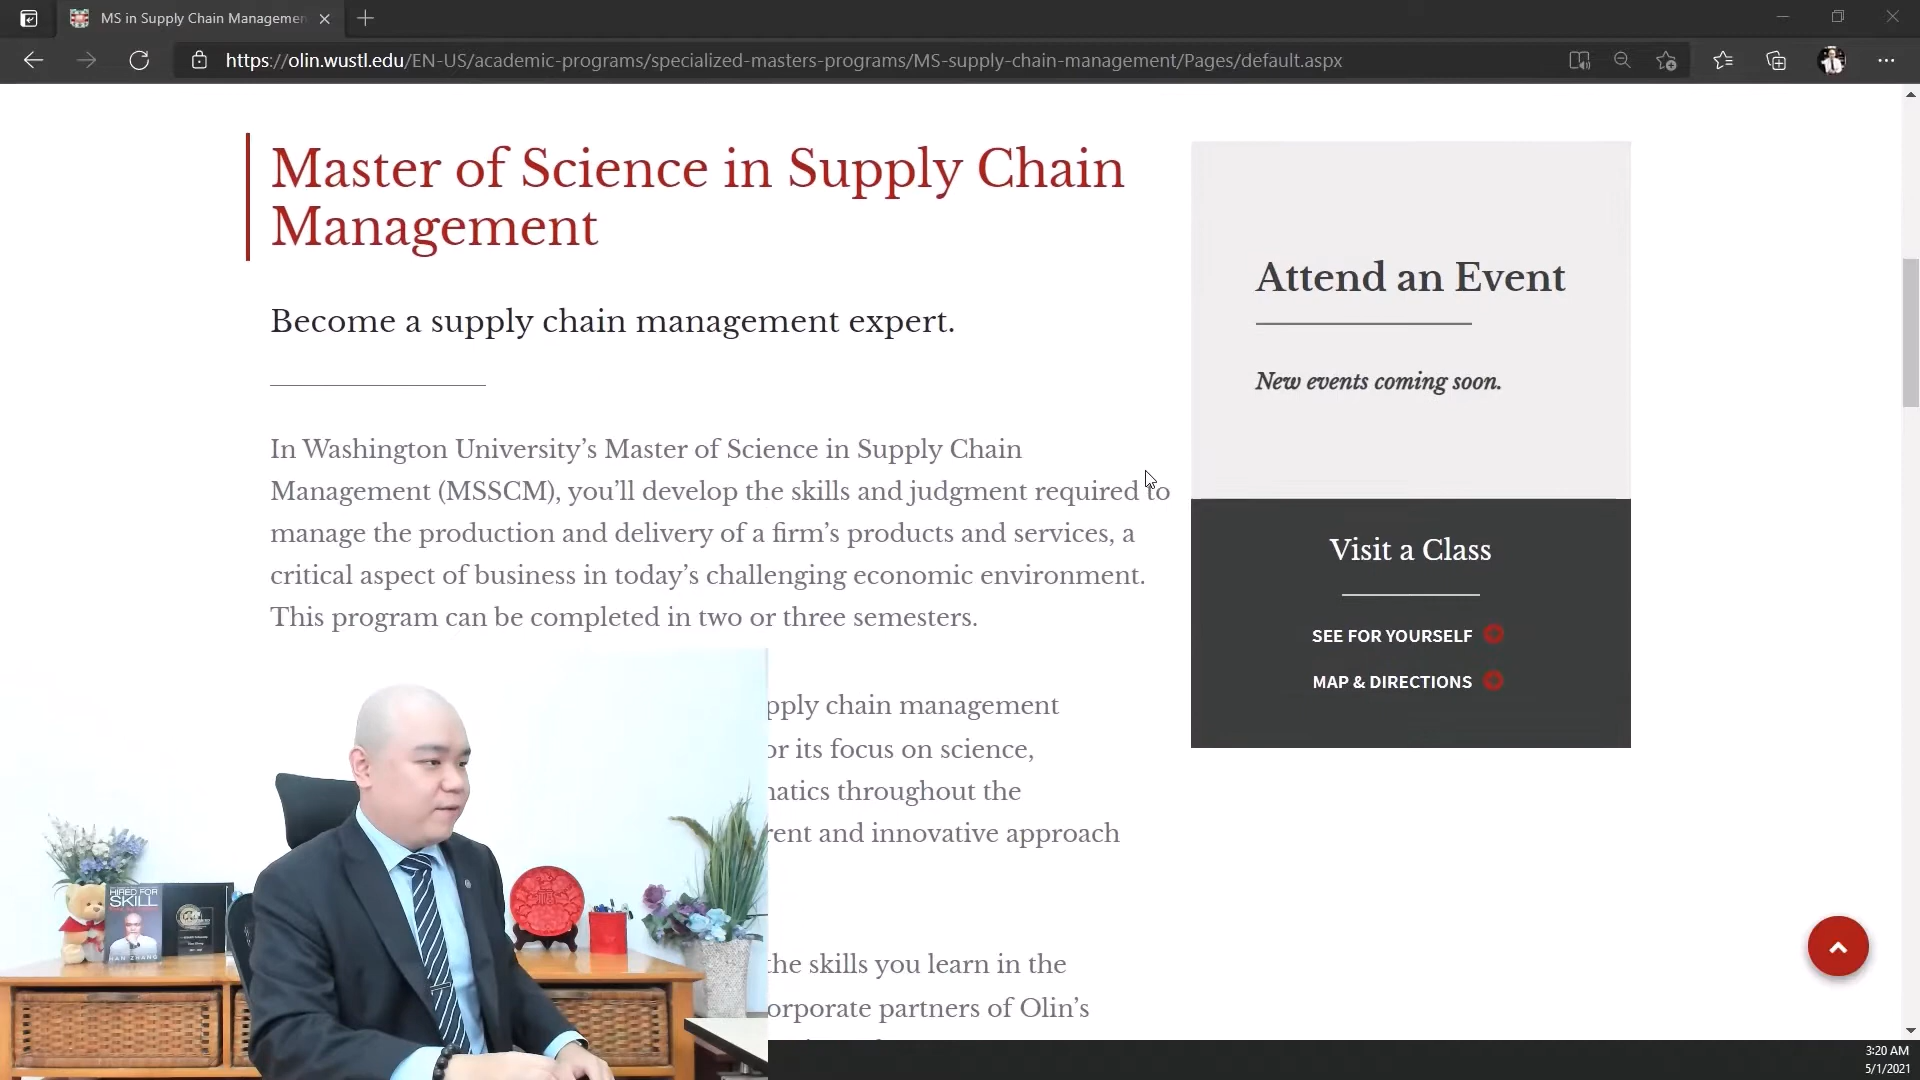 MS in Supply Chain Managemen
https://olin.wustl.edu/EN-US/academic-programs/specialized-masters-programs/MS-supply-chain-management/Pages/default.aspx
Master of Science in Supply Chain
Management
Become a supply chain management expert.
In Washington University’s Master of Science in Supply Chain
Management (MSSCM), you’ll develop the skills and judgment required to
manage the production and delivery of a firm’s products and services, a
critical aspect of business in today’s challenging economic environment.
This program can be completed in two or three semesters.
pply chain management
or its focus on science,
natics throughout the
rent and innovative approach
the skills you learn in the
orporate partners of Olin’s
Attend an Event
New events coming soon.
Visit a Class
SEE FOR YOURSELF
MAP & DIRECTIONS
HIRED FOR
SKILL
HAN ZHANG
3:20 AM
5/1/2021